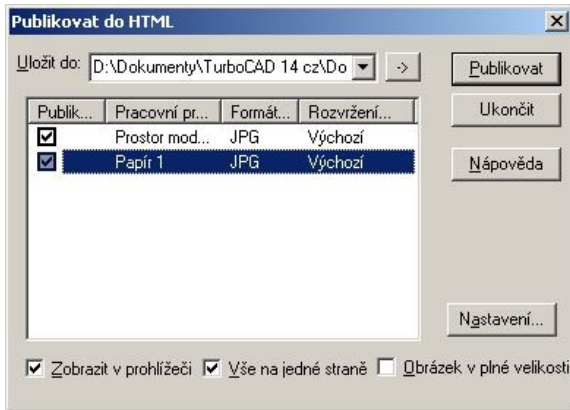 Publikovat do HTML
Uložit do: D:\Dokumenty\TurboCAD 14 cz\Do -> Publikovat
Ukončit
Nápověda
Publik... Pracovní pr... Formát... Rozvržení...
Prostor mod... JPG Výchozí
Papír 1 JPG Výchozí
Nastavení...
Zobrazit v prohlížeči Vše na jedné straně Obrázek v plné velikosti